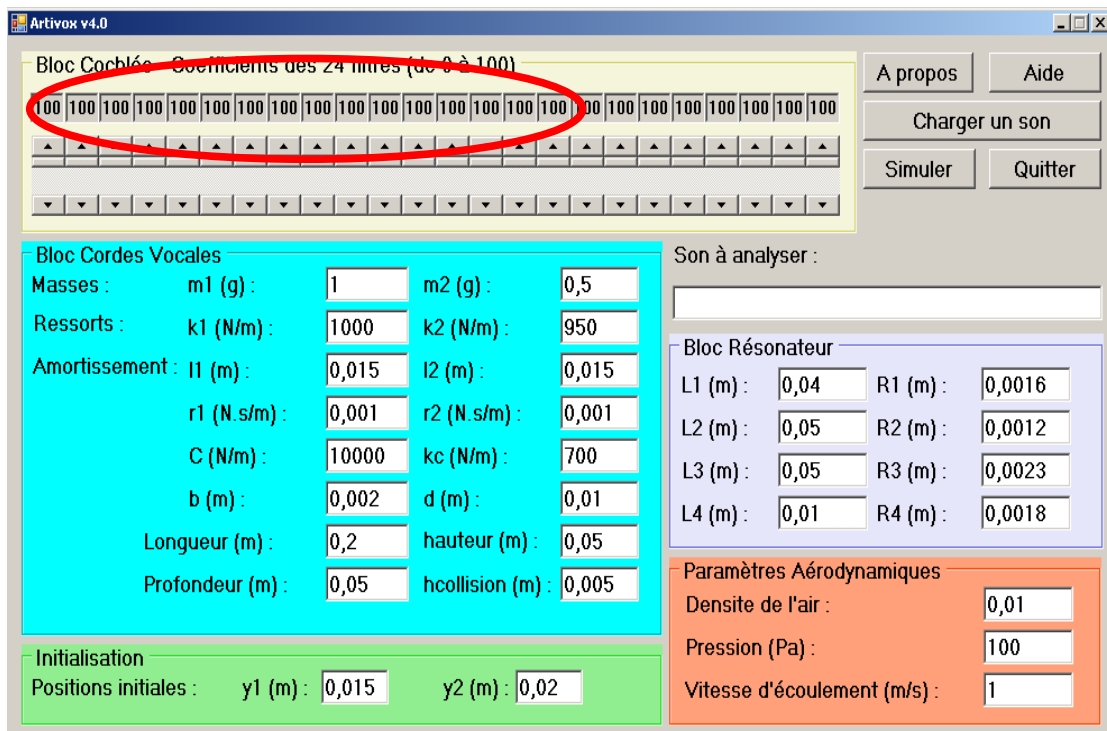 Artivox v4.0
Bloc Cochlée - Coefficients des 24 filtres (de 0 à 100)
100 100 100 100 100 100 100 100 100 100 100 100 100 100 100 100 100 100 100 100 100 100 100 100
A propos Aide
Charger un son
Simuler Quitter
Bloc Cordes Vocales
Masses : m1 (g) : 1 m2 (g) : 0,5
Ressorts : k1 (N/m) : 1000 k2 (N/m) : 950
Amortissement : l1 (m) : 0,015 l2 (m) : 0,015
r1 (N.s/m) : 0,001 r2 (N.s/m) : 0,001
C (N/m) : 10000 kc (N/m) : 700
b (m) : 0,002 d (m) : 0,01
Longueur (m) : 0,2 hauteur (m) : 0,05
Profondeur (m) : 0,05 hcollision (m) : 0,005
Initialisation
Positions initiales : y1 (m) : 0,015 y2 (m) : 0,02
Son à analyser :
Bloc Résonateur
L1 (m) : 0,04 R1 (m) : 0,0016
L2 (m) : 0,05 R2 (m) : 0,0012
L3 (m) : 0,05 R3 (m) : 0,0023
L4 (m) : 0,01 R4 (m) : 0,0018
Paramètres Aérodynamiques
Densite de l'air : 0,01
Pression (Pa) : 100
Vitesse d'écoulement (m/s) : 1